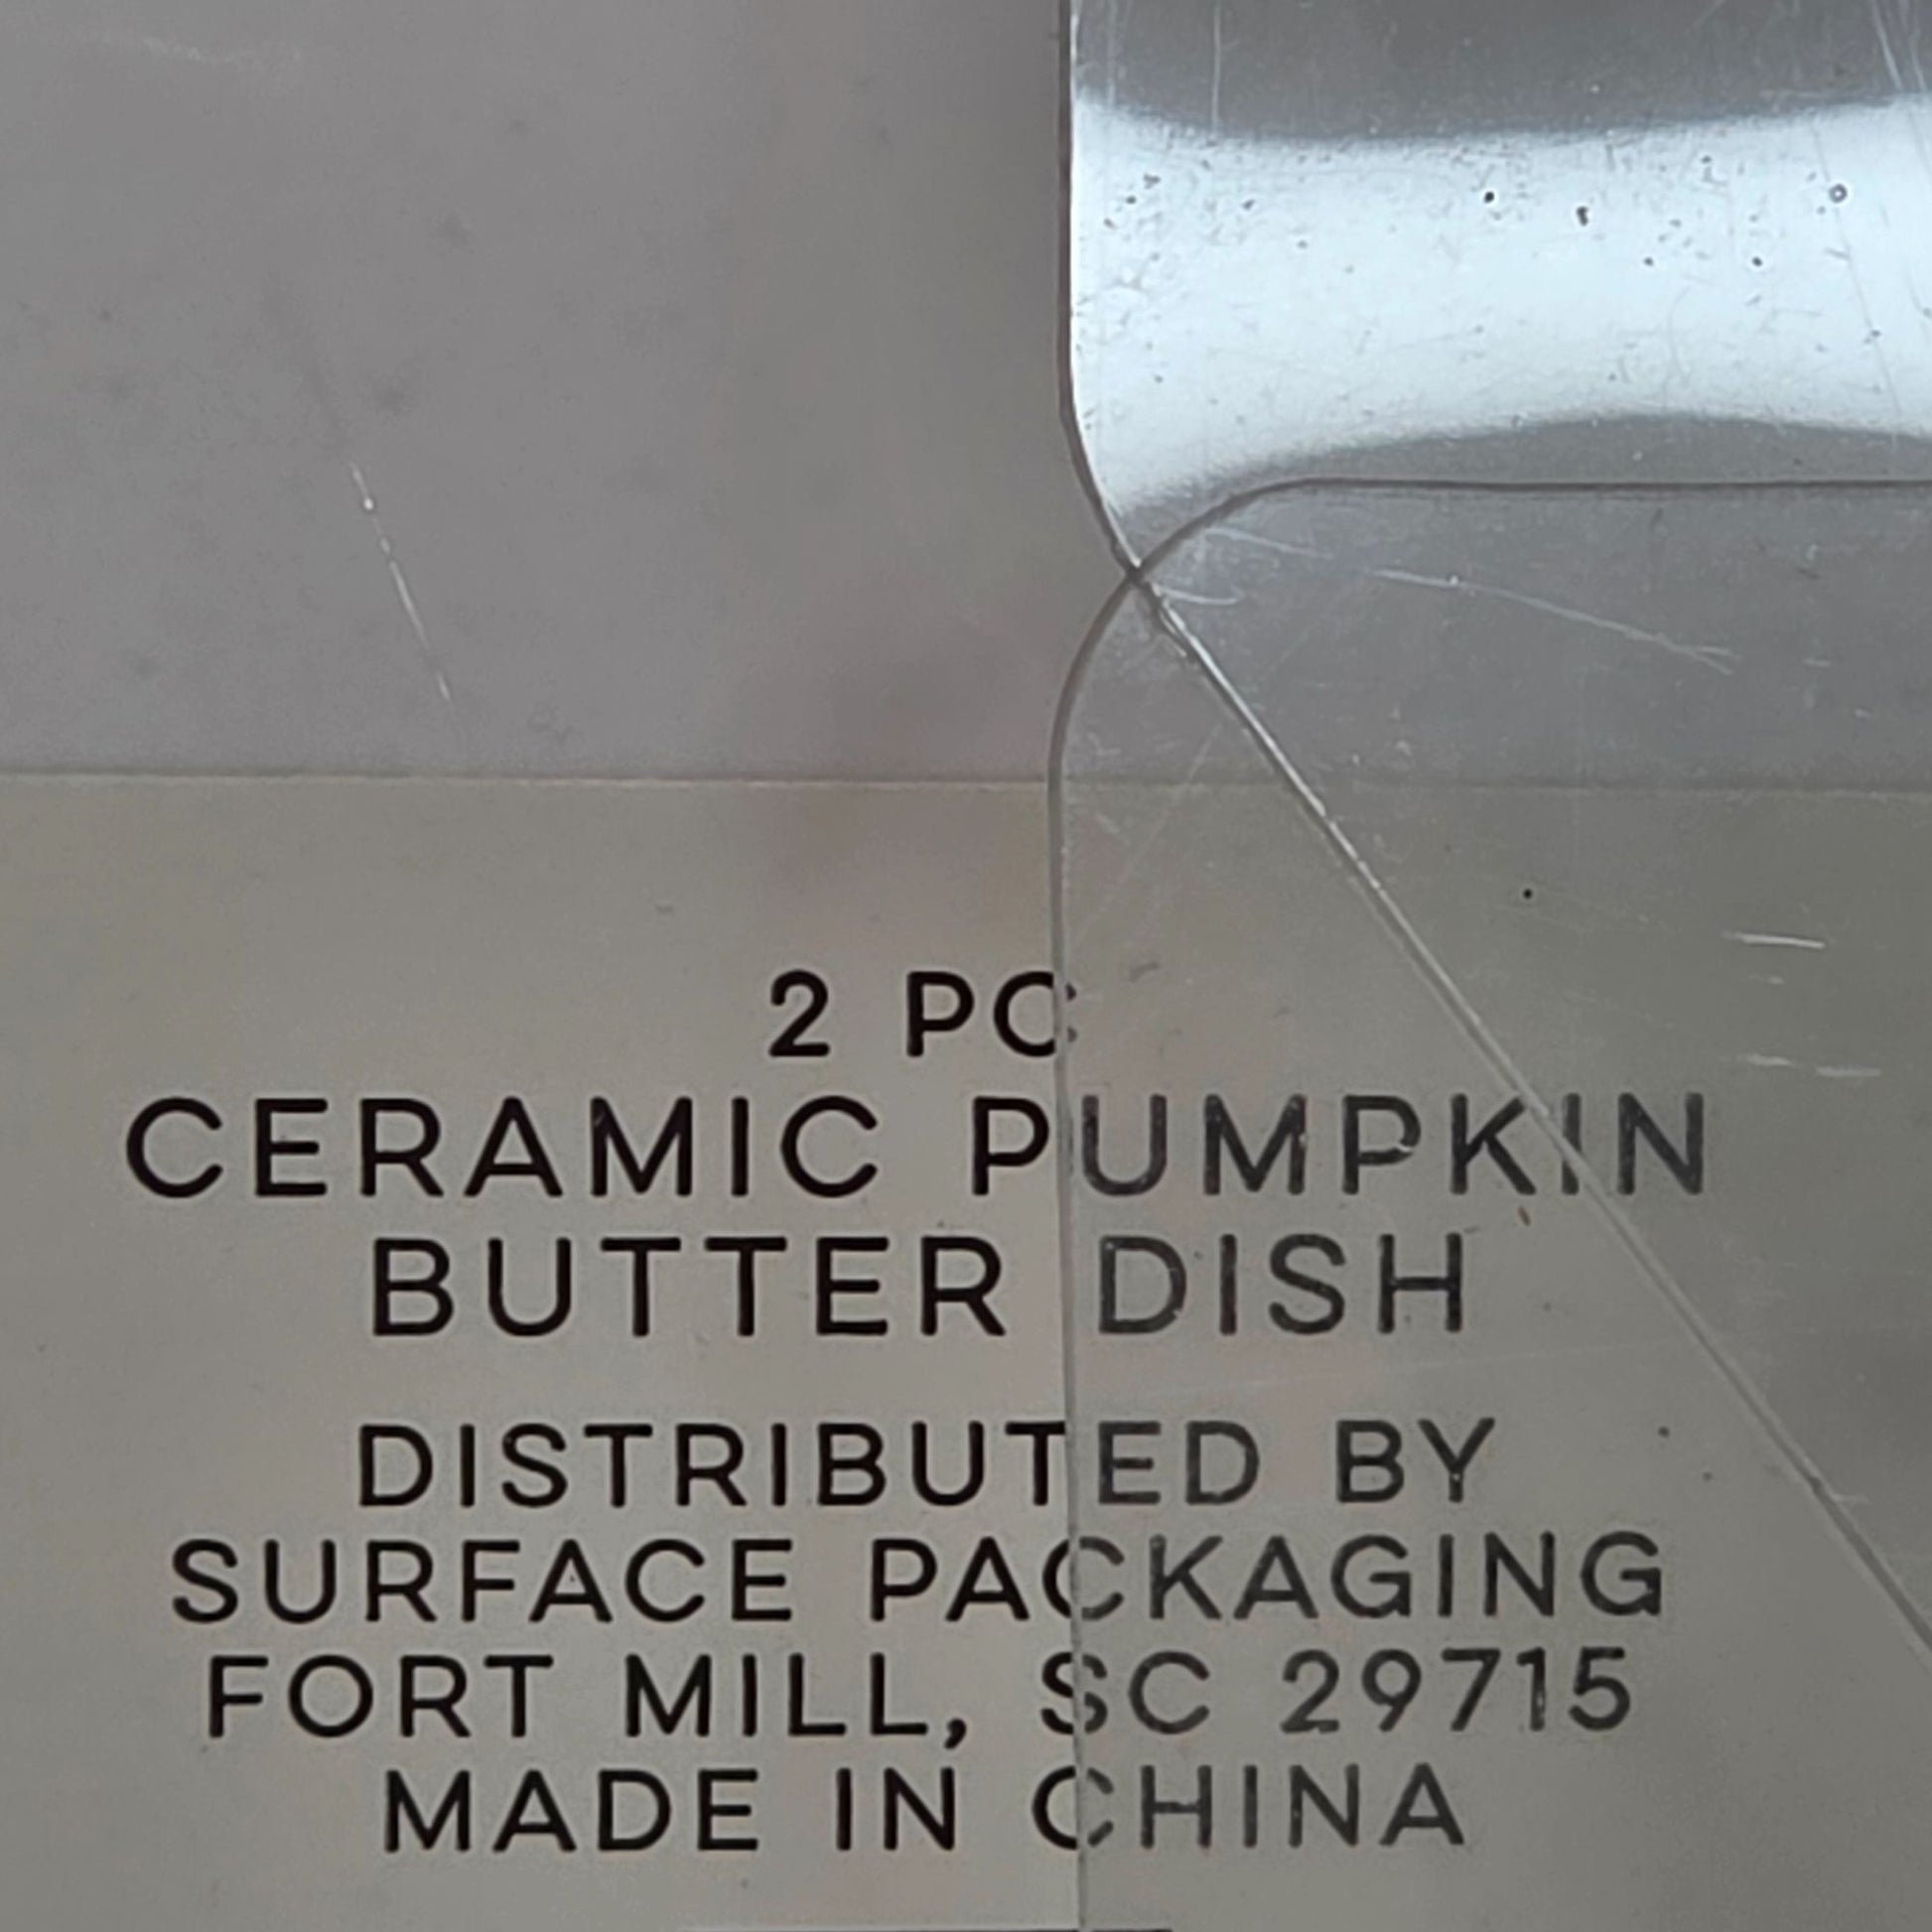 2 PC
CERAMIC PUMPKIN
BUTTER DISH
DISTRIBUTED BY
SURFACE PACKAGING
FORT MILL, SC 29715
MADE IN CHINA